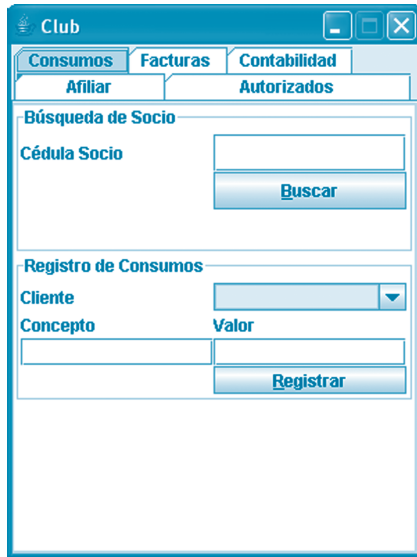 Club
Consumos Facturas Contabilidad
Afiliar Autorizados
Búsqueda de Socio
Cédula Socio
Buscar
Registro de Consumos
Cliente
Concepto Valor
Registrar